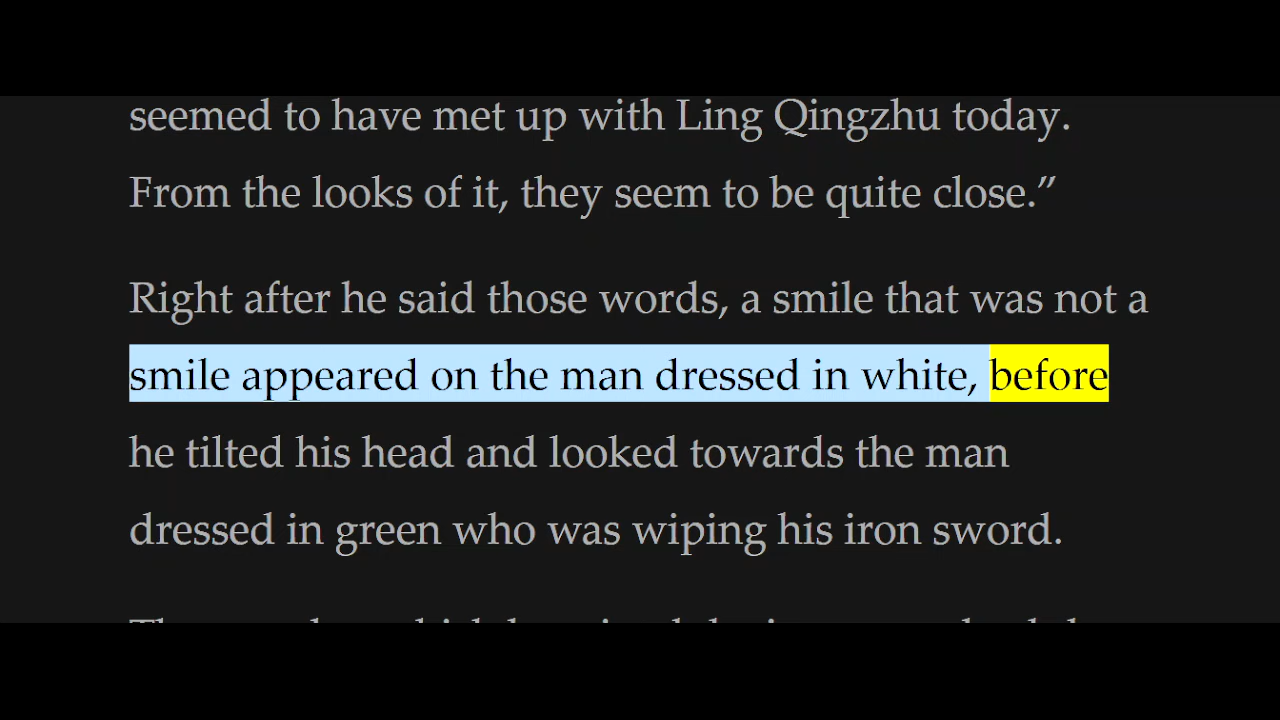 seemed to have met up with Ling Qingzhu today.
From the looks of it, they seem to be quite close.”
Right after he said those words, a smile that was not a
smile appeared on the man dressed in white, before
he tilted his head and looked towards the man
dressed in green who was wiping his iron sword.